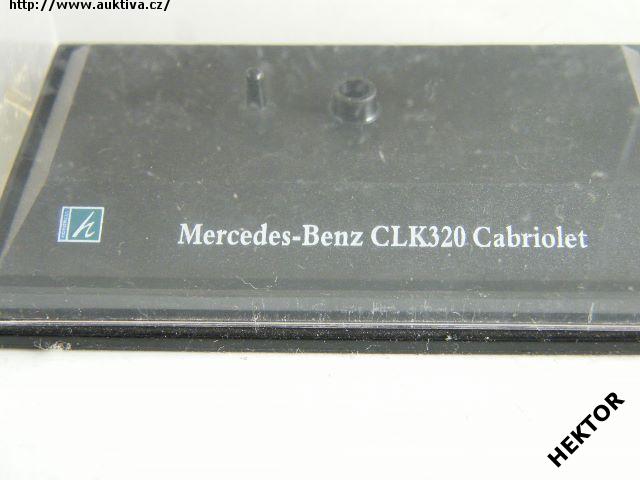 http://www.auktiva.cz/
h
Mercedes-Benz CLK320 Cabriolet
HEKTOR